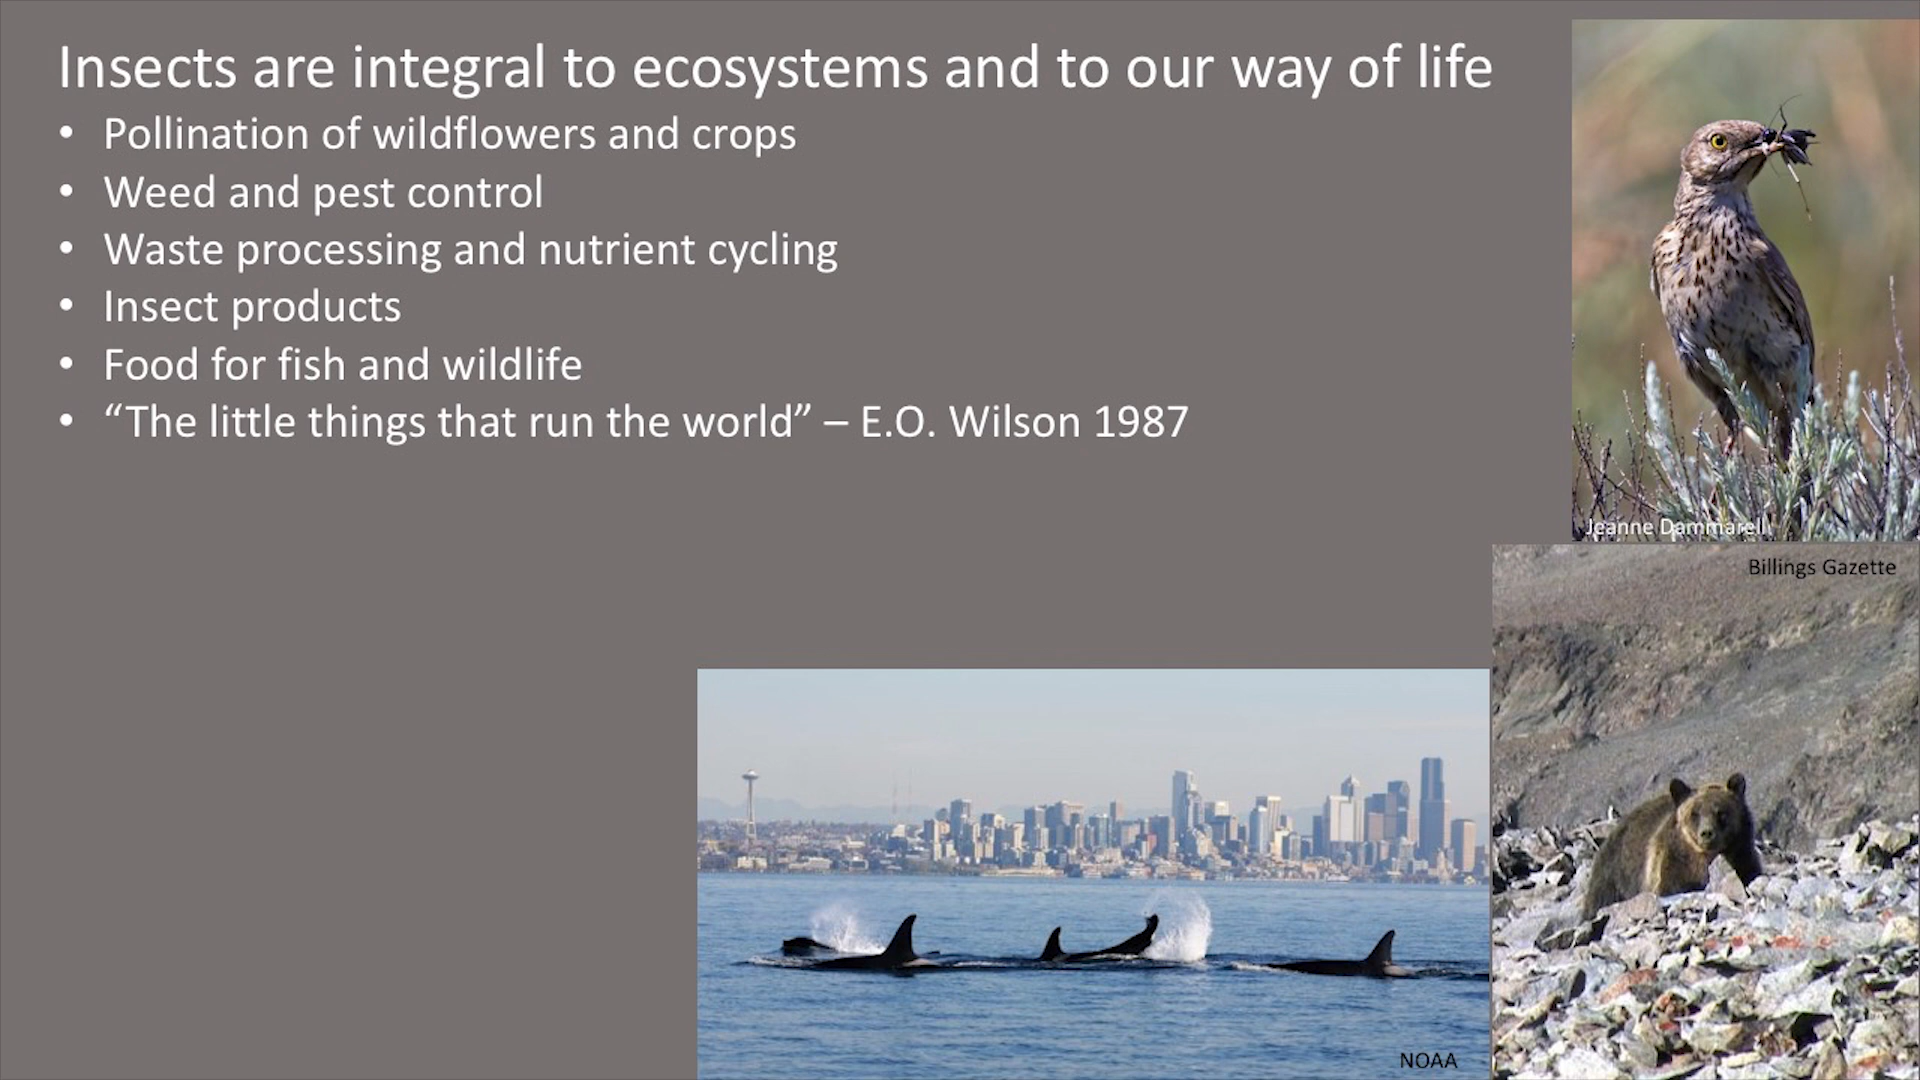 Insects are integral to ecosystems and to our way of life
• Pollination of wildflowers and crops
• Weed and pest control
• Waste processing and nutrient cycling
• Insect products
• Food for fish and wildlife
• “The little things that run the world” – E.O. Wilson 1987
Jeanne Dammarell
Billings Gazette
NOAA